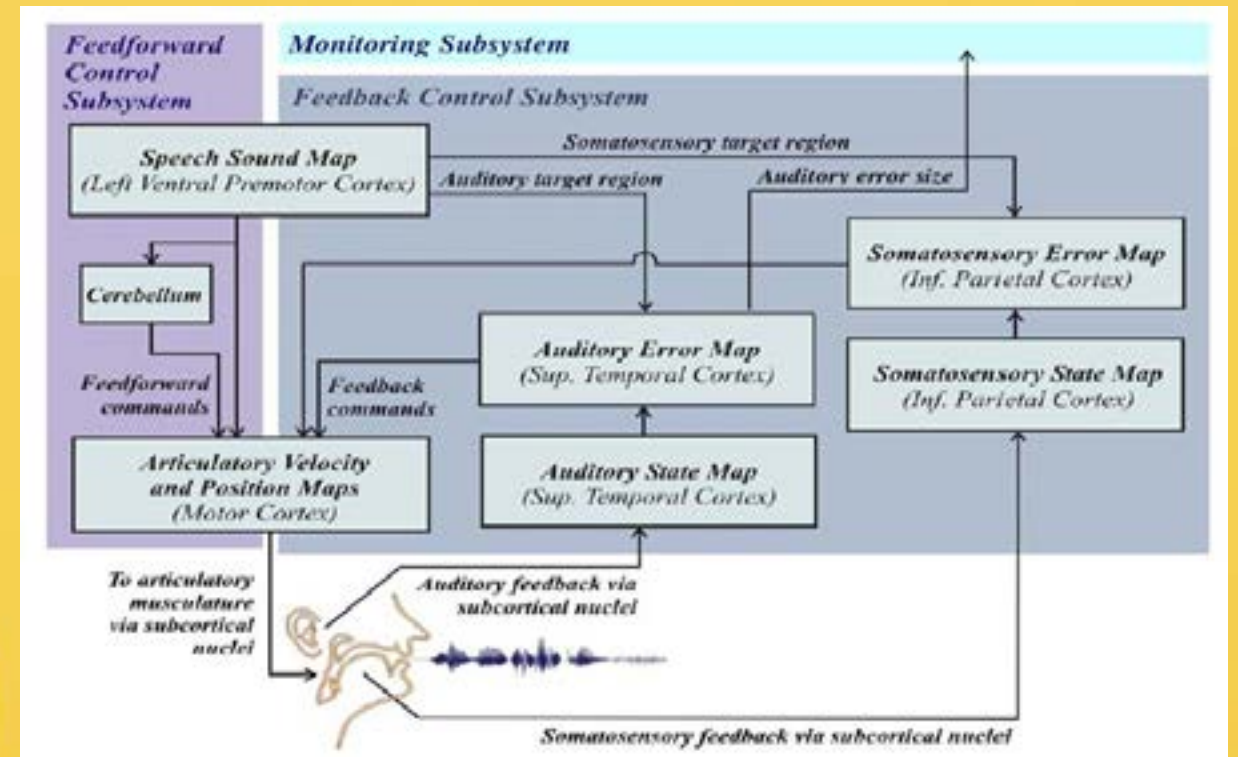 Feedforward
Control
Subsystem
Monitoring Subsystem
Feedback Control Subsystem
Speech Sound Map
(Left Ventral Premotor Cortex)
Somatosensory target region
Auditory target region
Auditory error size
Cerebellum
Somatosensory Error Map
(Inf. Parietal Cortex)
Auditory Error Map
(Sup. Temporal Cortex)
Somatosensory State Map
(Inf. Parietal Cortex)
Feedforward
commands
Feedback
commands
Articulatory Velocity
and Position Maps
(Motor Cortex)
Auditory State Map
(Sup. Temporal Cortex)
To articulatory
musculature
via subcortical
nuclei
Auditory feedback via
subcortical nuclei
Somatosensory feedback via subcortical nuclei